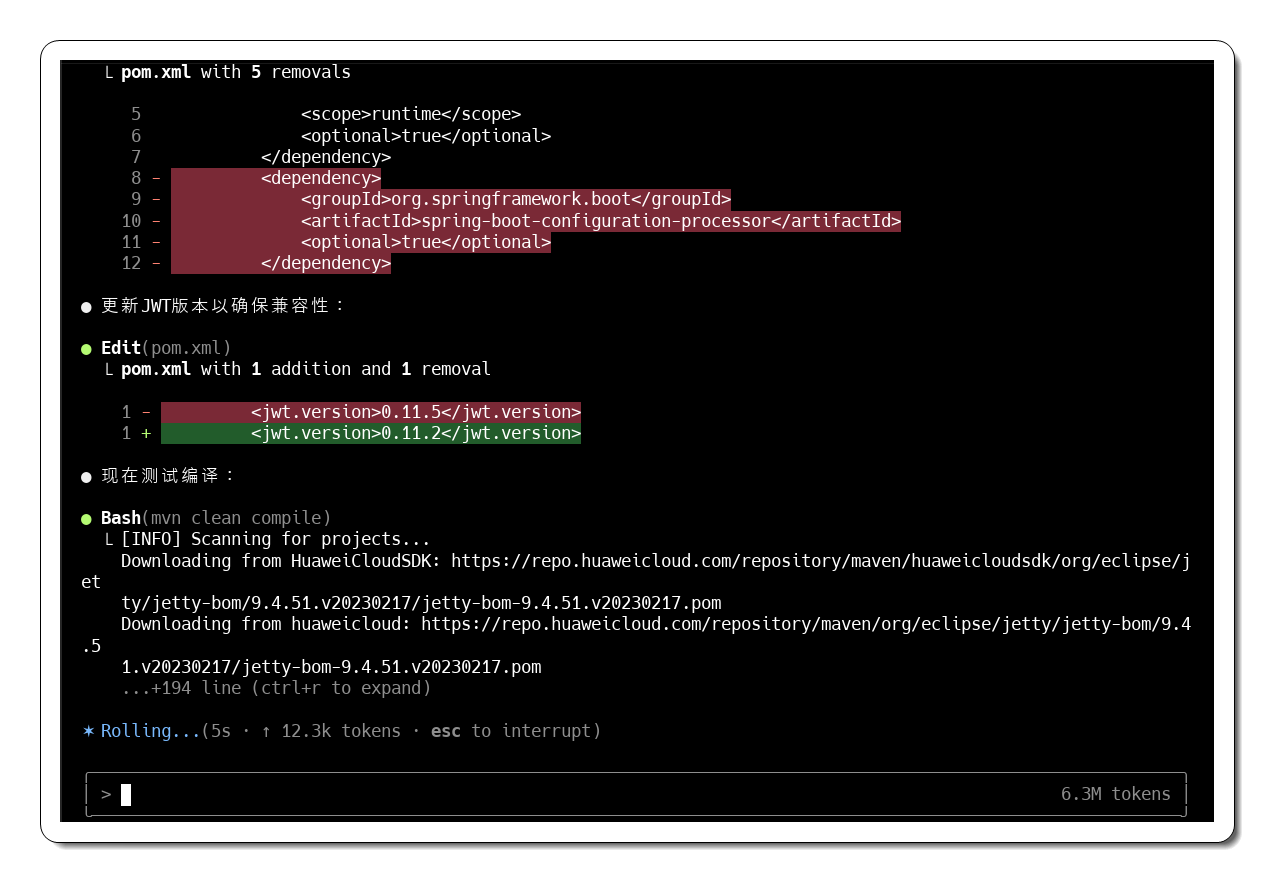 └ pom.xml with 5 removals
5 <scope>runtime</scope>
6 <optional>true</optional>
7 </dependency>
8 - <dependency>
9 - <groupId>org.springframework.boot</groupId>
10 - <artifactId>spring-boot-configuration-processor</artifactId>
11 - <optional>true</optional>
12 - </dependency>
● 更新JWT版本以确保兼容性：
● Edit(pom.xml)
└ pom.xml with 1 addition and 1 removal
1 - <jwt.version>0.11.5</jwt.version>
1 + <jwt.version>0.11.2</jwt.version>
● 现在测试编译：
● Bash(mvn clean compile)
└ [INFO] Scanning for projects...
Downloading from HuaweiCloudSDK: https://repo.huaweicloud.com/repository/maven/huaweicloudsdk/org/eclipse/j
et
ty/jetty-bom/9.4.51.v20230217/jetty-bom-9.4.51.v20230217.pom
Downloading from huaweicloud: https://repo.huaweicloud.com/repository/maven/org/eclipse/jetty/jetty-bom/9.4
.5
1.v20230217/jetty-bom-9.4.51.v20230217.pom
...+194 line (ctrl+r to expand)
✶ Rolling...(5s · ↑ 12.3k tokens · esc to interrupt)
> 6.3M tokens